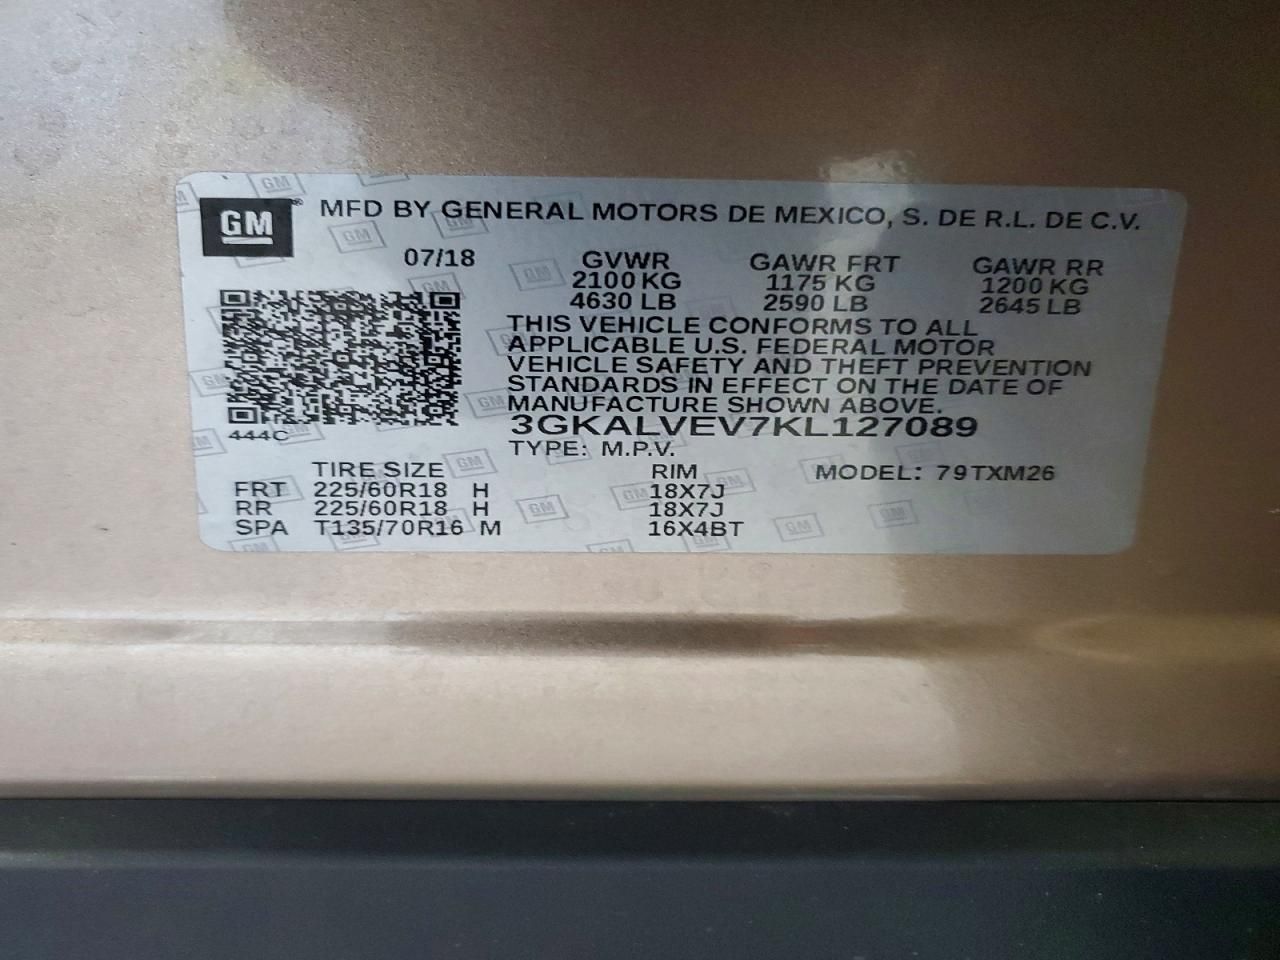 GM® MFD BY GENERAL MOTORS DE MEXICO, S. DE R.L. DE C.V.
07/18 GVWR GAWR FRT GAWR RR
2100 KG 1175 KG 1200 KG
4630 LB 2590 LB 2645 LB
THIS VEHICLE CONFORMS TO ALL
APPLICABLE U.S. FEDERAL MOTOR
VEHICLE SAFETY AND THEFT PREVENTION
STANDARDS IN EFFECT ON THE DATE OF
MANUFACTURE SHOWN ABOVE.
444C 3GKALVEV7KL127089
TYPE: M.P.V.
TIRE SIZE RIM MODEL: 79TXM26
FRT 225/60R18 H 18X7J
RR 225/60R18 H 18X7J
SPA T135/70R16 M 16X4BT